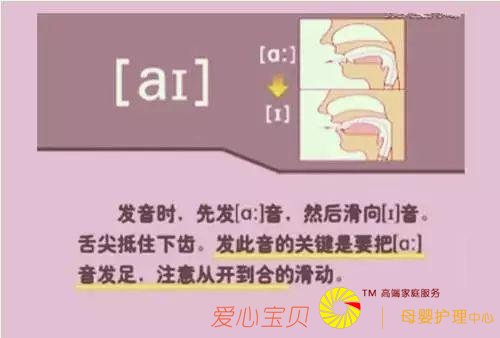 [aɪ]
[ɑː]
[ɪ]
发音时，先发[ɑː]音，然后滑向[ɪ]音。
舌尖抵住下齿。发此音的关键是要把[ɑː]
音发足，注意从开到合的滑动。
爱心宝贝
TM 高端家庭服务
母婴护理中心